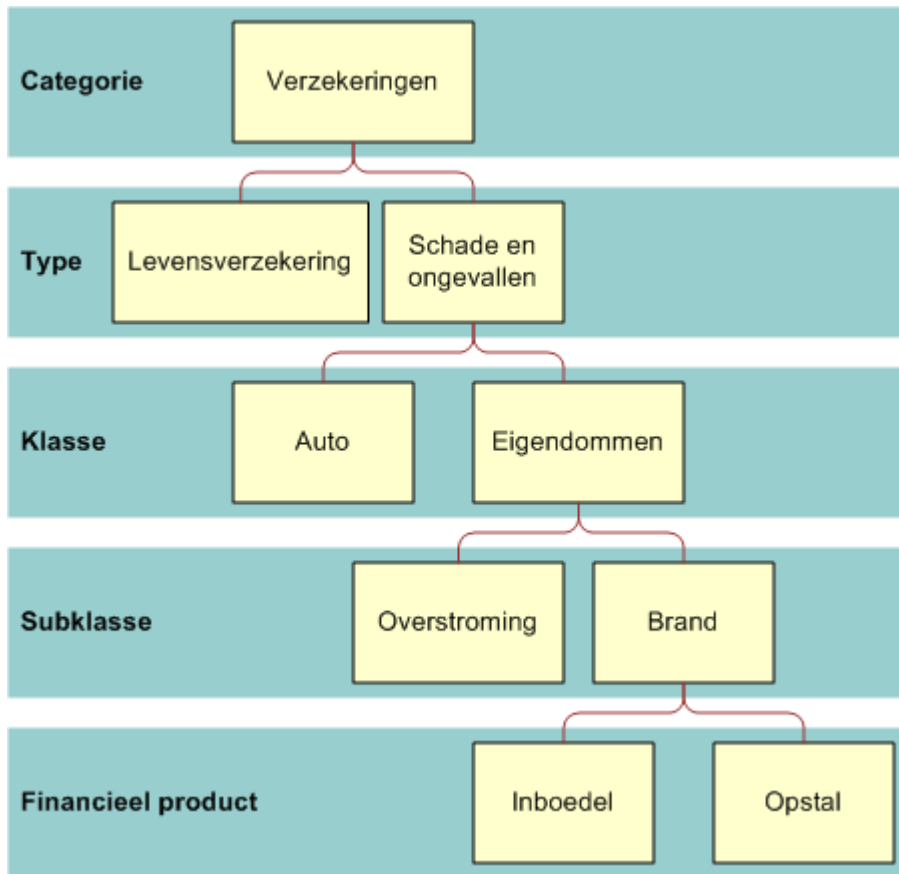 Categorie
Verzekeringen
Type
Levensverzekering
Schade en
ongevallen
Klasse
Auto
Eigendommen
Subklasse
Overstroming
Brand
Financieel product
Inboedel
Opstal